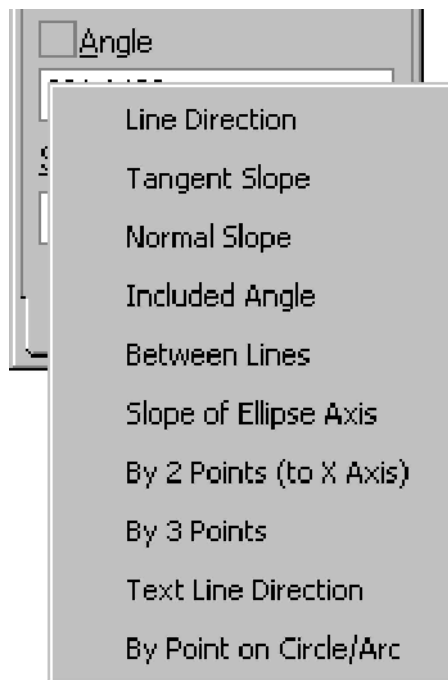 Angle
Line Direction
Tangent Slope
Normal Slope
Included Angle
Between Lines
Slope of Ellipse Axis
By 2 Points (to X Axis)
By 3 Points
Text Line Direction
By Point on Circle/Arc